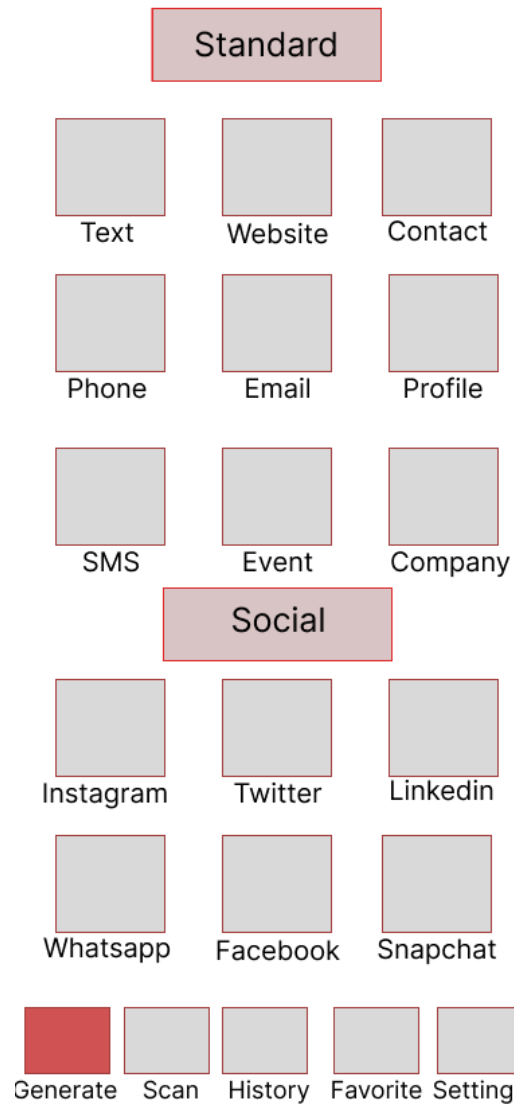 Standard
Text Website Contact
Phone Email Profile
SMS Event Company
Social
Instagram Twitter Linkedin
Whatsapp Facebook Snapchat
Generate Scan History Favorite Setting